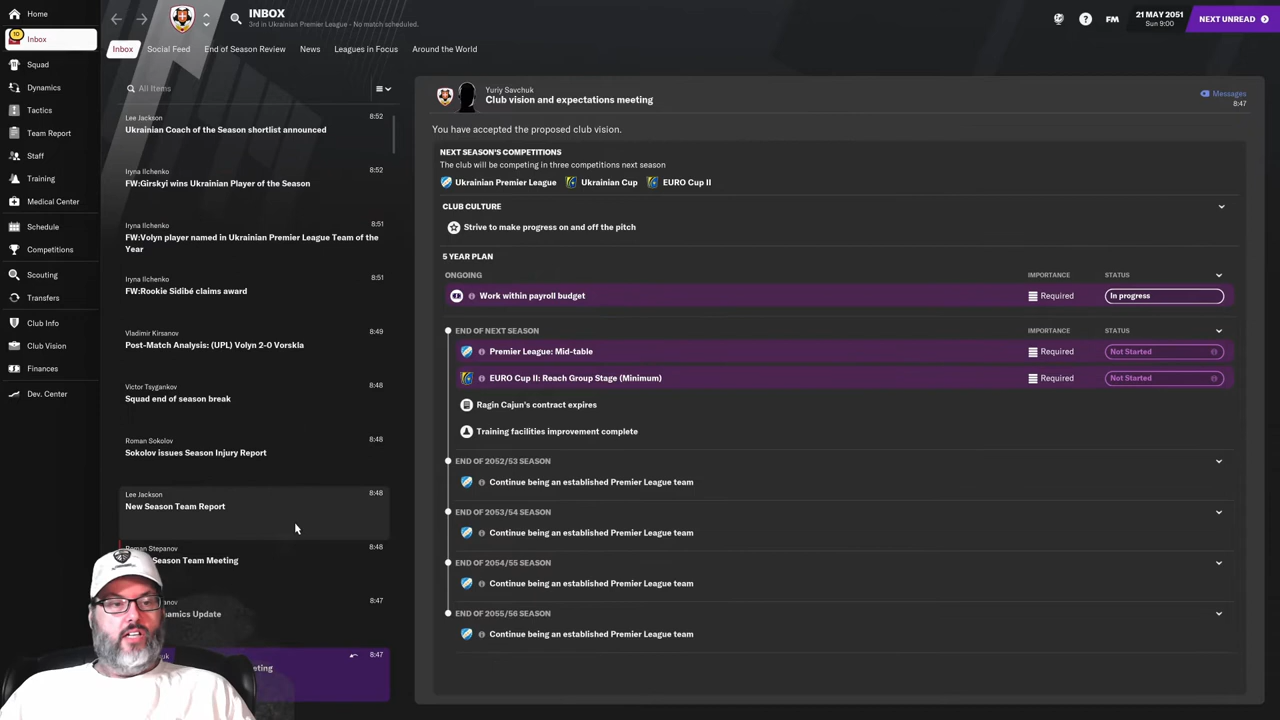 Home
10
Inbox
Squad
Dynamics
Tactics
Team Report
Staff
Training
Medical Center
Schedule
Competitions
Scouting
Transfers
Club Info
Club Vision
Finances
Dev. Center
INBOX
3rd in Ukrainian Premier League - No match scheduled.
?
FM
21 MAY 2051
Sun 9:00
NEXT UNREAD
Inbox
Social Feed
End of Season Review
News
Leagues in Focus
Around the World
All Items
Lee Jackson 8:52
Ukrainian Coach of the Season shortlist announced
Iryna Ilchenko 8:52
FW:Girskyi wins Ukrainian Player of the Season
Iryna Ilchenko 8:51
FW:Volyn player named in Ukrainian Premier League Team of the
Year
Iryna Ilchenko 8:51
FW:Rookie Sidibé claims award
Vladimir Kirsanov 8:49
Post-Match Analysis: (UPL) Volyn 2-0 Vorskla
Victor Tsygankov 8:48
Squad end of season break
Roman Sokolov 8:48
Sokolov issues Season Injury Report
Lee Jackson 8:48
New Season Team Report
Roman Stepanov 8:48
Season Team Meeting
8:47
Update
8:47
Yuriy Savchuk
Club vision and expectations meeting
Messages
8:47
You have accepted the proposed club vision.
NEXT SEASON'S COMPETITIONS
The club will be competing in three competitions next season
Ukrainian Premier League Ukrainian Cup EURO Cup II
CLUB CULTURE
Strive to make progress on and off the pitch
5 YEAR PLAN
ONGOING IMPORTANCE STATUS
Work within payroll budget Required In progress
END OF NEXT SEASON IMPORTANCE STATUS
Premier League: Mid-table Required Not Started
EURO Cup II: Reach Group Stage (Minimum) Required Not Started
Ragin Cajun's contract expires
Training facilities improvement complete
END OF 2052/53 SEASON
Continue being an established Premier League team
END OF 2053/54 SEASON
Continue being an established Premier League team
END OF 2054/55 SEASON
Continue being an established Premier League team
END OF 2055/56 SEASON
Continue being an established Premier League team